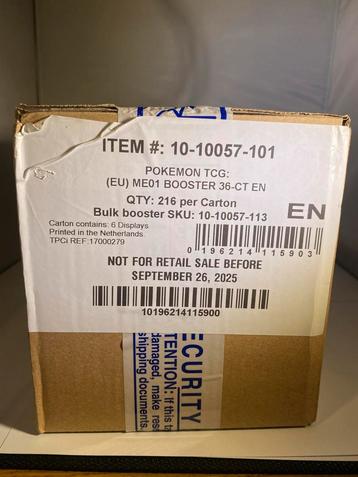 ITEM #: 10-10057-101
POKEMON TCG:
(EU) ME01 BOOSTER 36-CT EN
QTY: 216 per Carton
Bulk booster SKU: 10-10057-113
EN
Carton contains: 6 Displays
Printed in the Netherlands.
TPCi REF:17000279
0 196214 115903
NOT FOR RETAIL SALE BEFORE
SEPTEMBER 26, 2025
10196214115900
SECURITY
TENTION: If this
damaged, make
shipping documents.